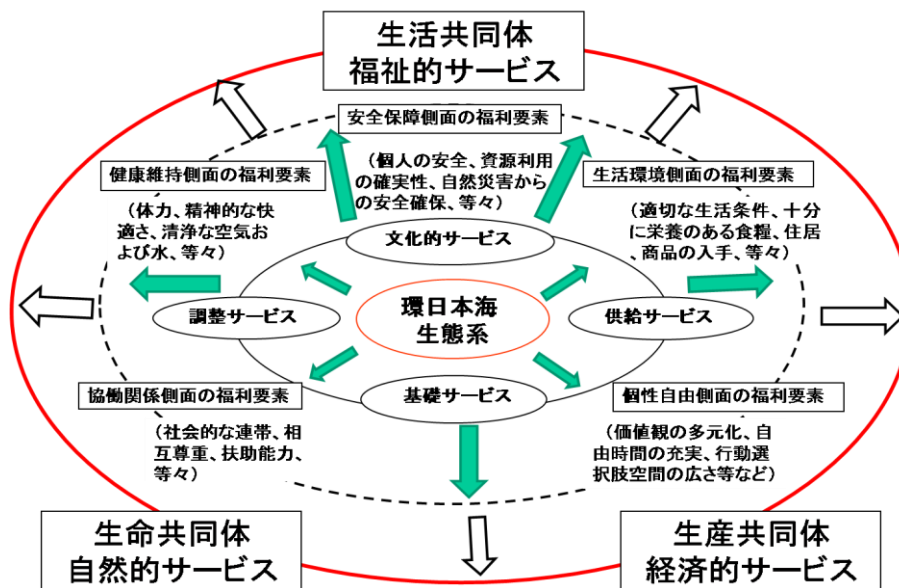 生活共同体
福祉的サービス
安全保障側面の福利要素
(個人の安全、資源利用
の確実性、自然災害から
の安全確保、等々)
健康維持側面の福利要素
(体力、精神的な快
適さ、清浄な空気お
よび水、等々)
生活環境側面の福利要素
(適切な生活条件、十分
に栄養のある食糧、住居
、商品の入手、等々)
文化的サービス
調整サービス
環日本海
生態系
供給サービス
基礎サービス
協働関係側面の福利要素
(社会的な連帯、相
互尊重、扶助能力、
等々)
個性自由側面の福利要素
(価値観の多元化、自
由時間の充実、行動選
択肢空間の広さ等など)
生命共同体
自然的サービス
生産共同体
経済的サービス